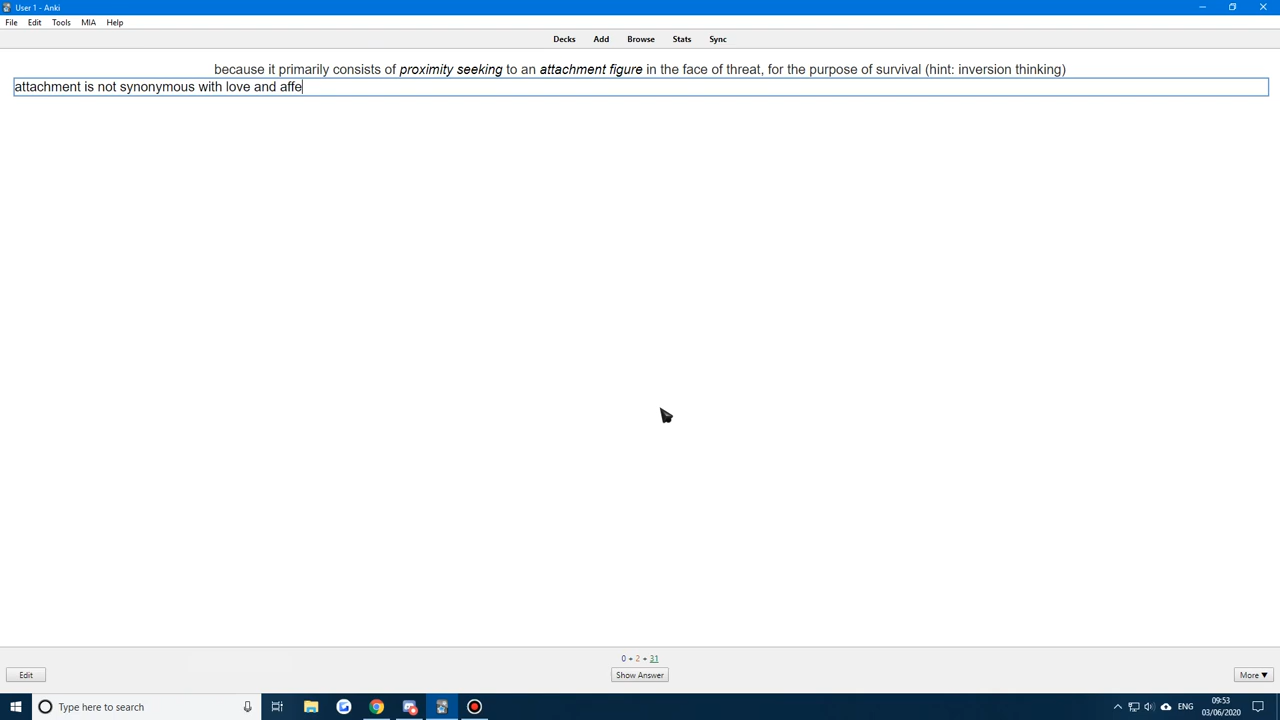 User 1 - Anki
File Edit Tools MIA Help
Decks Add Browse Stats Sync
because it primarily consists of proximity seeking to an attachment figure in the face of threat, for the purpose of survival (hint: inversion thinking)
attachment is not synonymous with love and affe
0 + 2 + 31
Edit Show Answer More ▼
Type here to search ENG 09:53
03/06/2020